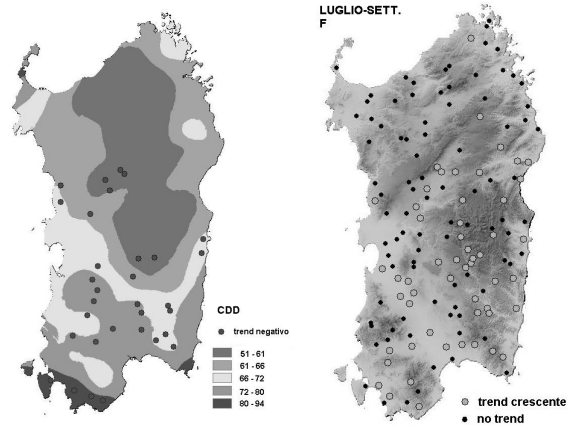 LUGLIO-SETT.
F
CDD
trend negativo
51 - 61
61 - 66
66 - 72
72 - 80
80 - 94
trend crescente
no trend